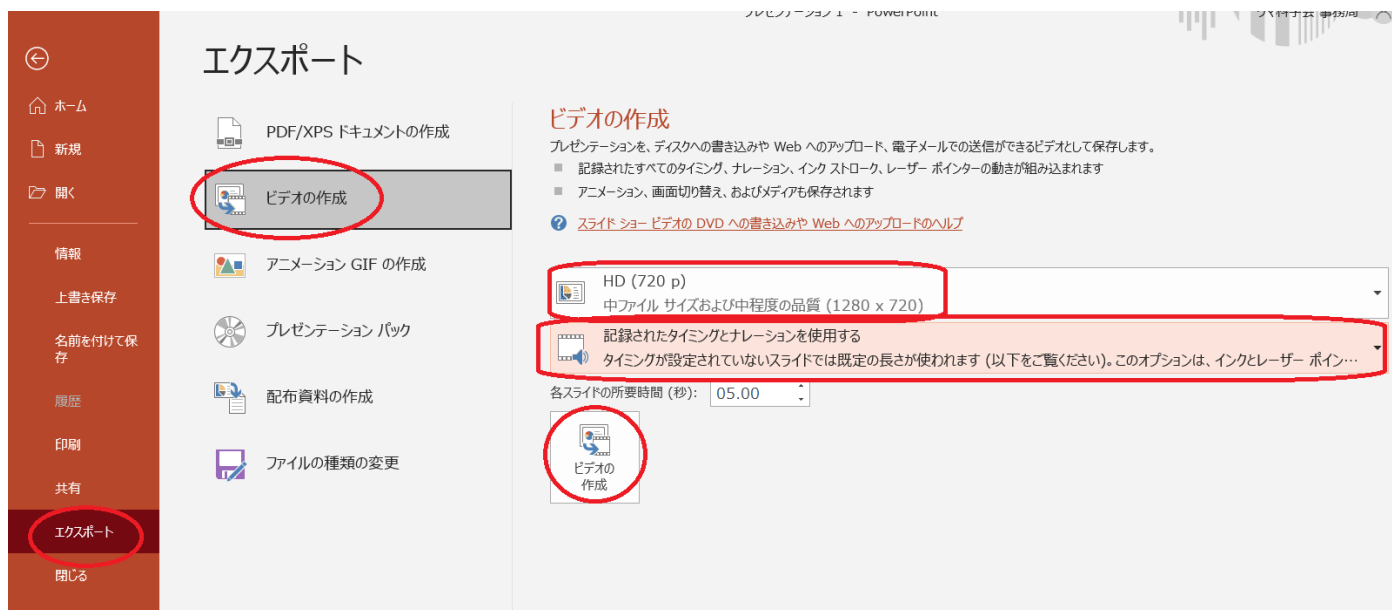 プレゼンテーション 1 - PowerPoint
事務局
エクスポート
ホーム
新規
開く
情報
上書き保存
名前を付けて保
存
履歴
印刷
共有
エクスポート
閉じる
PDF/XPS ドキュメントの作成
ビデオの作成
アニメーション GIF の作成
プレゼンテーション パック
配布資料の作成
ファイルの種類の変更
ビデオの作成
プレゼンテーションを、ディスクへの書き込みや Web へのアップロード、電子メールでの送信ができるビデオとして保存します。
記録されたすべてのタイミング、ナレーション、インク ストローク、レーザー ポインターの動きが組み込まれます
アニメーション、画面切り替え、およびメディアも保存されます
スライド ショー ビデオの DVD への書き込みや Web へのアップロードのヘルプ
HD (720 p)
中ファイル サイズおよび中程度の品質 (1280 x 720)
記録されたタイミングとナレーションを使用する
タイミングが設定されていないスライドでは既定の長さが使われます (以下をご覧ください)。このオプションは、インクとレーザー ポイン…
各スライドの所要時間 (秒): 05.00
ビデオの
作成